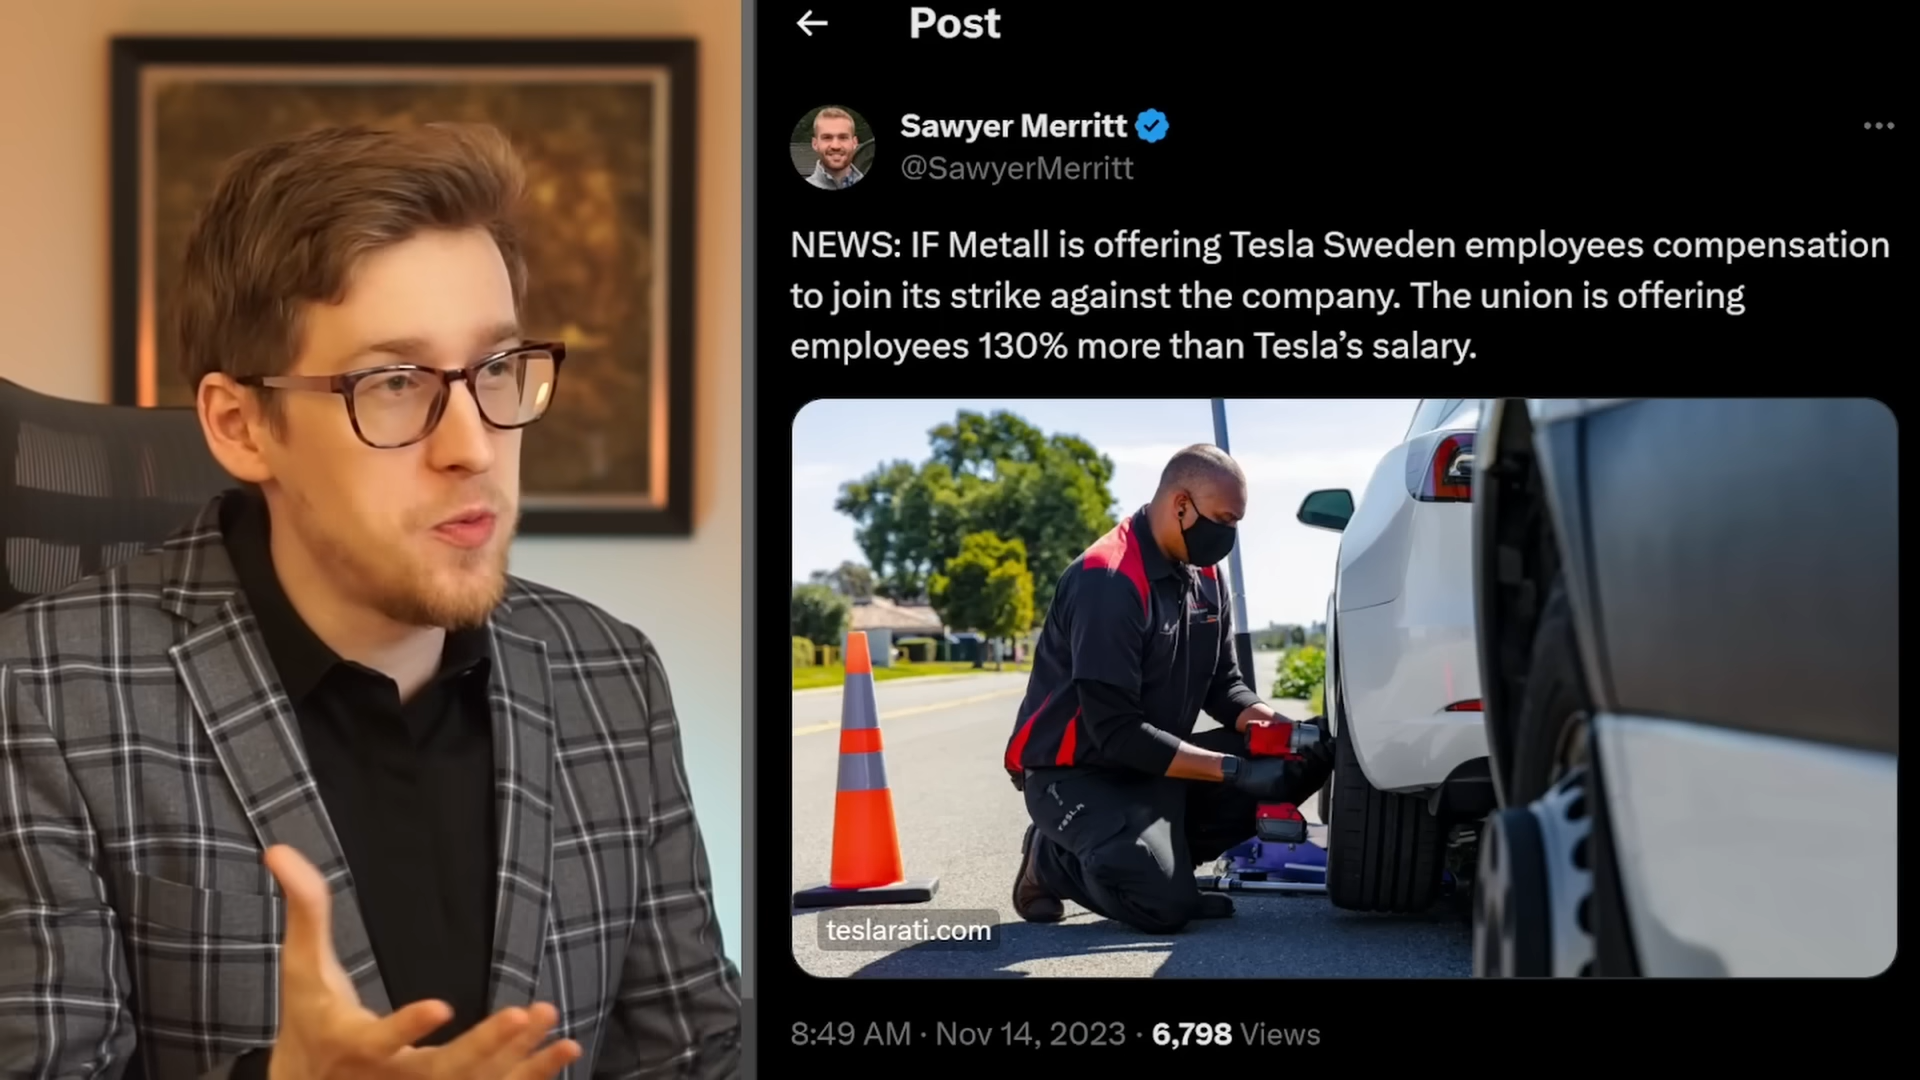 Post
Sawyer Merritt
@SawyerMerritt
NEWS: IF Metall is offering Tesla Sweden employees compensation
to join its strike against the company. The union is offering
employees 130% more than Tesla’s salary.
TESLA
teslarati.com
8:49 AM · Nov 14, 2023 · 6,798 Views